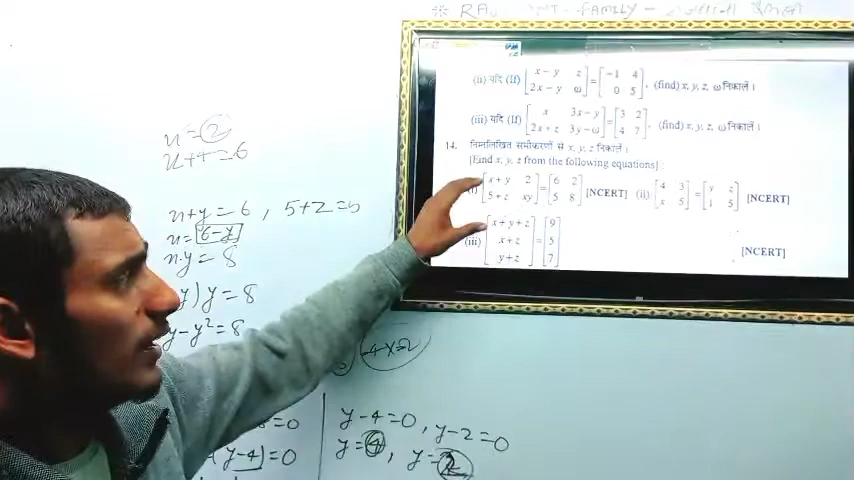 (ii) यदि (If) [x − y z 2x − y ω] = [−1 4 0 5], (find) x, y, z, ω निकालें।
(iii) यदि (If) [x 3x − y 2x + z 3y − ω] = [3 2 4 7], (find) x, y, z, ω निकालें।
14. निम्नलिखित समीकरणों से x, y, z निकालें।
[Find x, y, z from the following equations] :
[x + y 2 5 + z xy] = [6 2 5 8] [NCERT] (ii) [4 3 x 5] = [y z 1 5] [NCERT]
(iii) [x + y + z x + z y + z] = [9 5 7] [NCERT]
x = 2
x + 4 = 6
x + y = 6 , 5 + z = 5
x = 6 − y
x · y = 8
) y = 8
y − y² = 8
−4 × −2
= 0
(y − 4) = 0
y − 4 = 0 , y − 2 = 0
y = 4 , y = 2